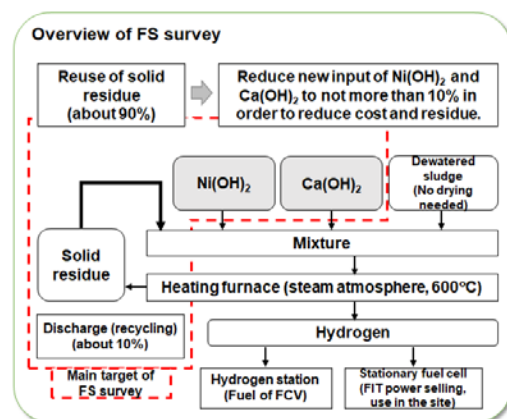 Overview of FS survey
Reuse of solid
residue
(about 90%)
Reduce new input of Ni(OH)₂ and
Ca(OH)₂ to not more than 10% in
order to reduce cost and residue.
Ni(OH)₂
Ca(OH)₂
Dewatered
sludge
(No drying
needed)
Mixture
Solid
residue
Heating furnace (steam atmosphere, 600°C)
Discharge (recycling)
(about 10%)
Hydrogen
Main target of
FS survey
Hydrogen station
(Fuel of FCV)
Stationary fuel cell
(FIT power selling,
use in the site)